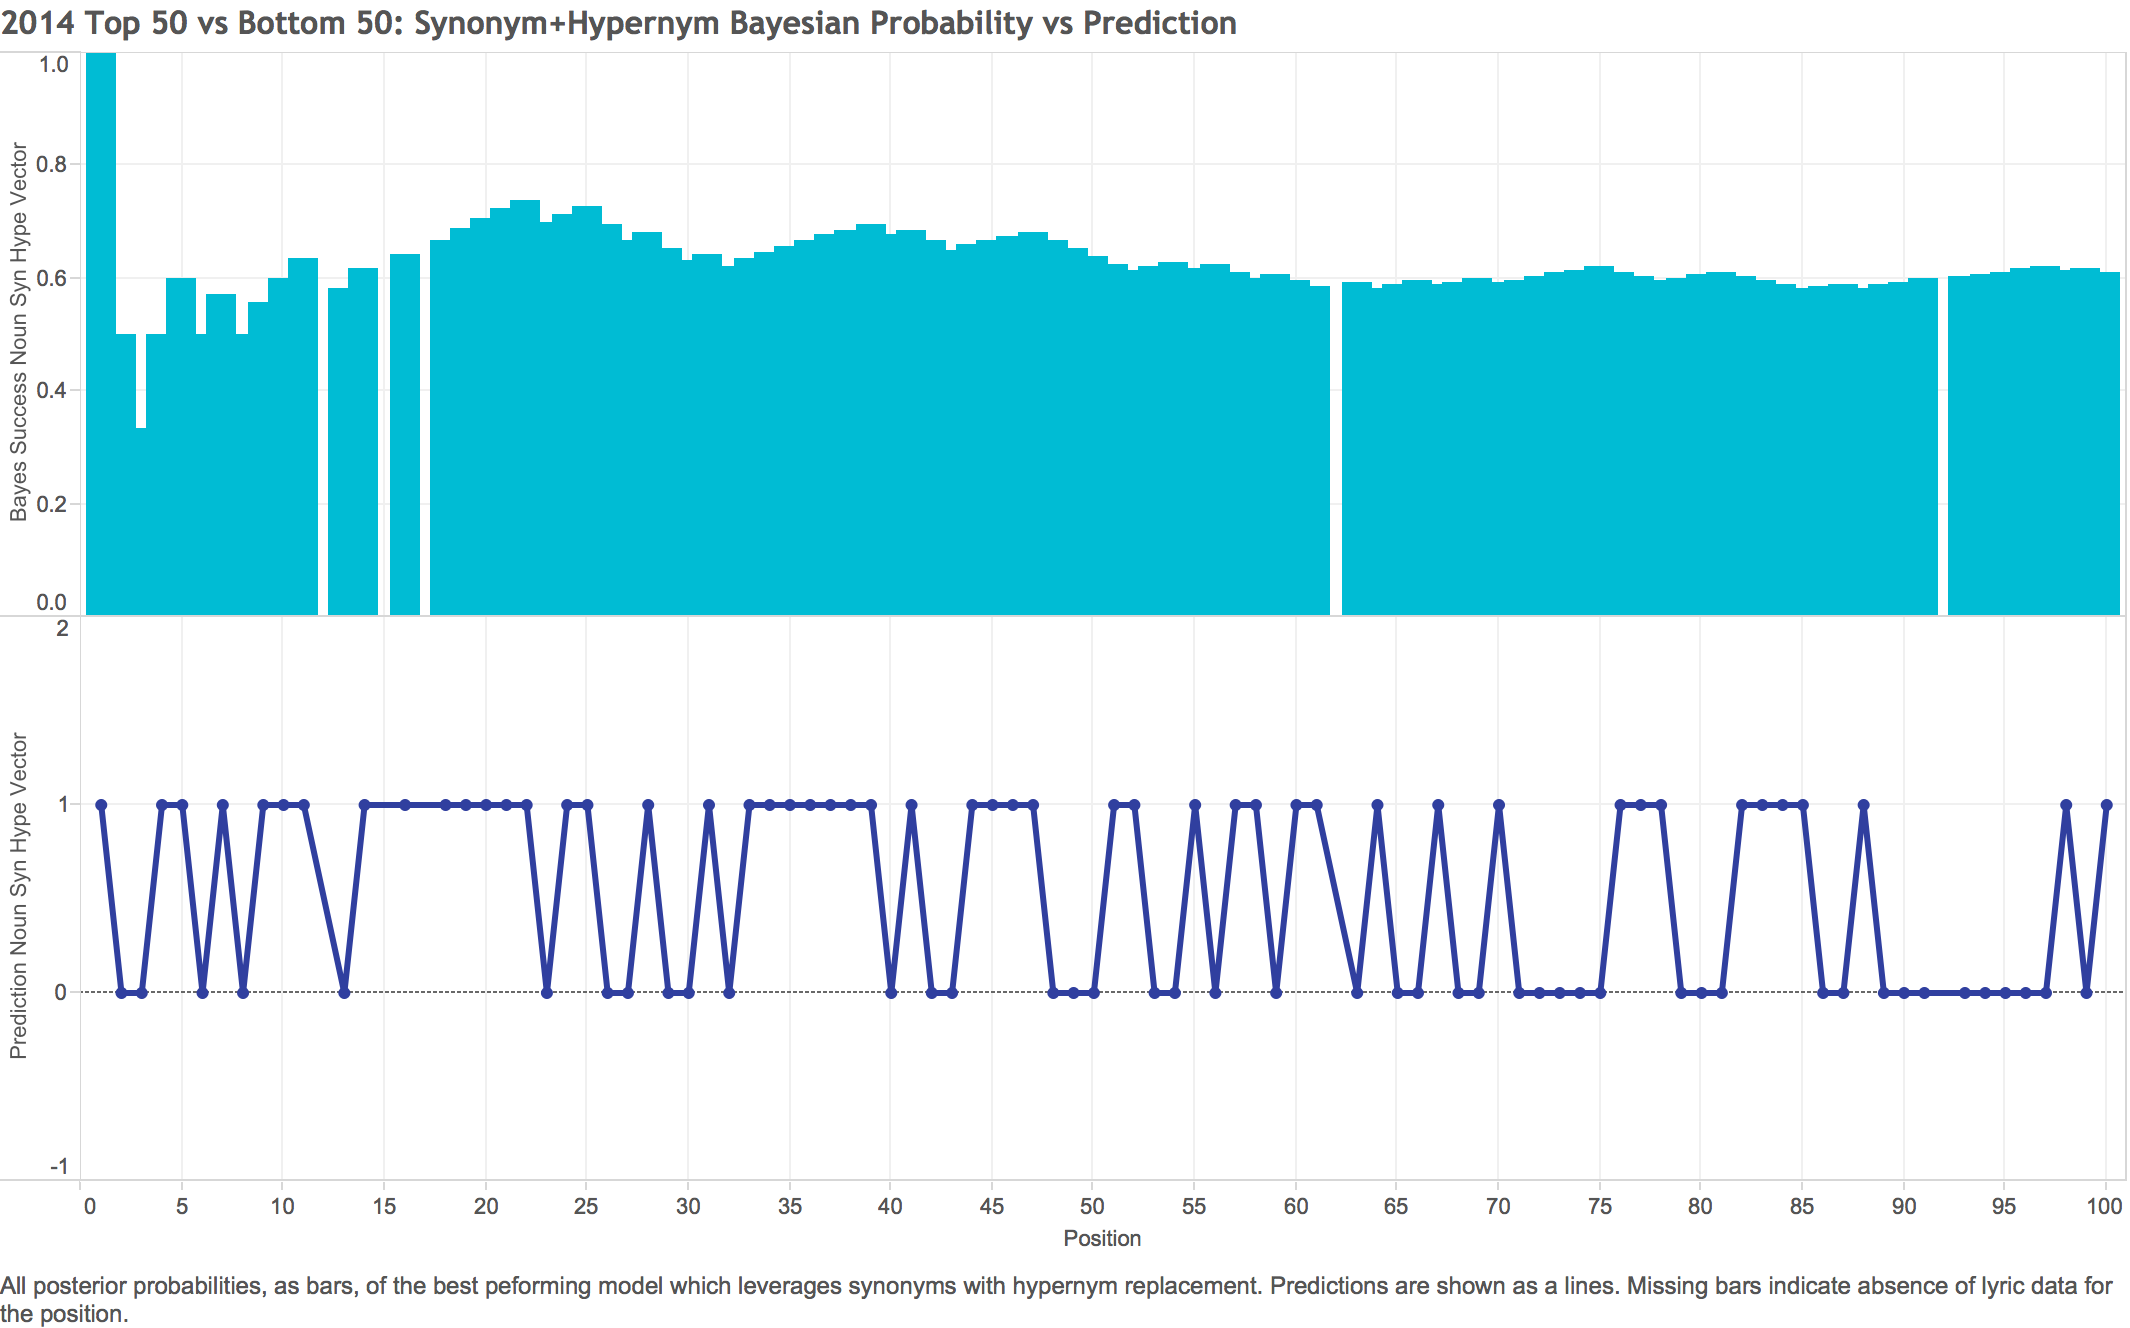 2014 Top 50 vs Bottom 50: Synonym+Hypernym Bayesian Probability vs Prediction
Bayes Success Noun Syn Hype Vector
1.0
0.8
0.6
0.4
0.2
0.0
Prediction Noun Syn Hype Vector
2
1
0
-1
0 5 10 15 20 25 30 35 40 45 50 55 60 65 70 75 80 85 90 95 100
Position
All posterior probabilities, as bars, of the best peforming model which leverages synonyms with hypernym replacement. Predictions are shown as a lines. Missing bars indicate absence of lyric data for
the position.